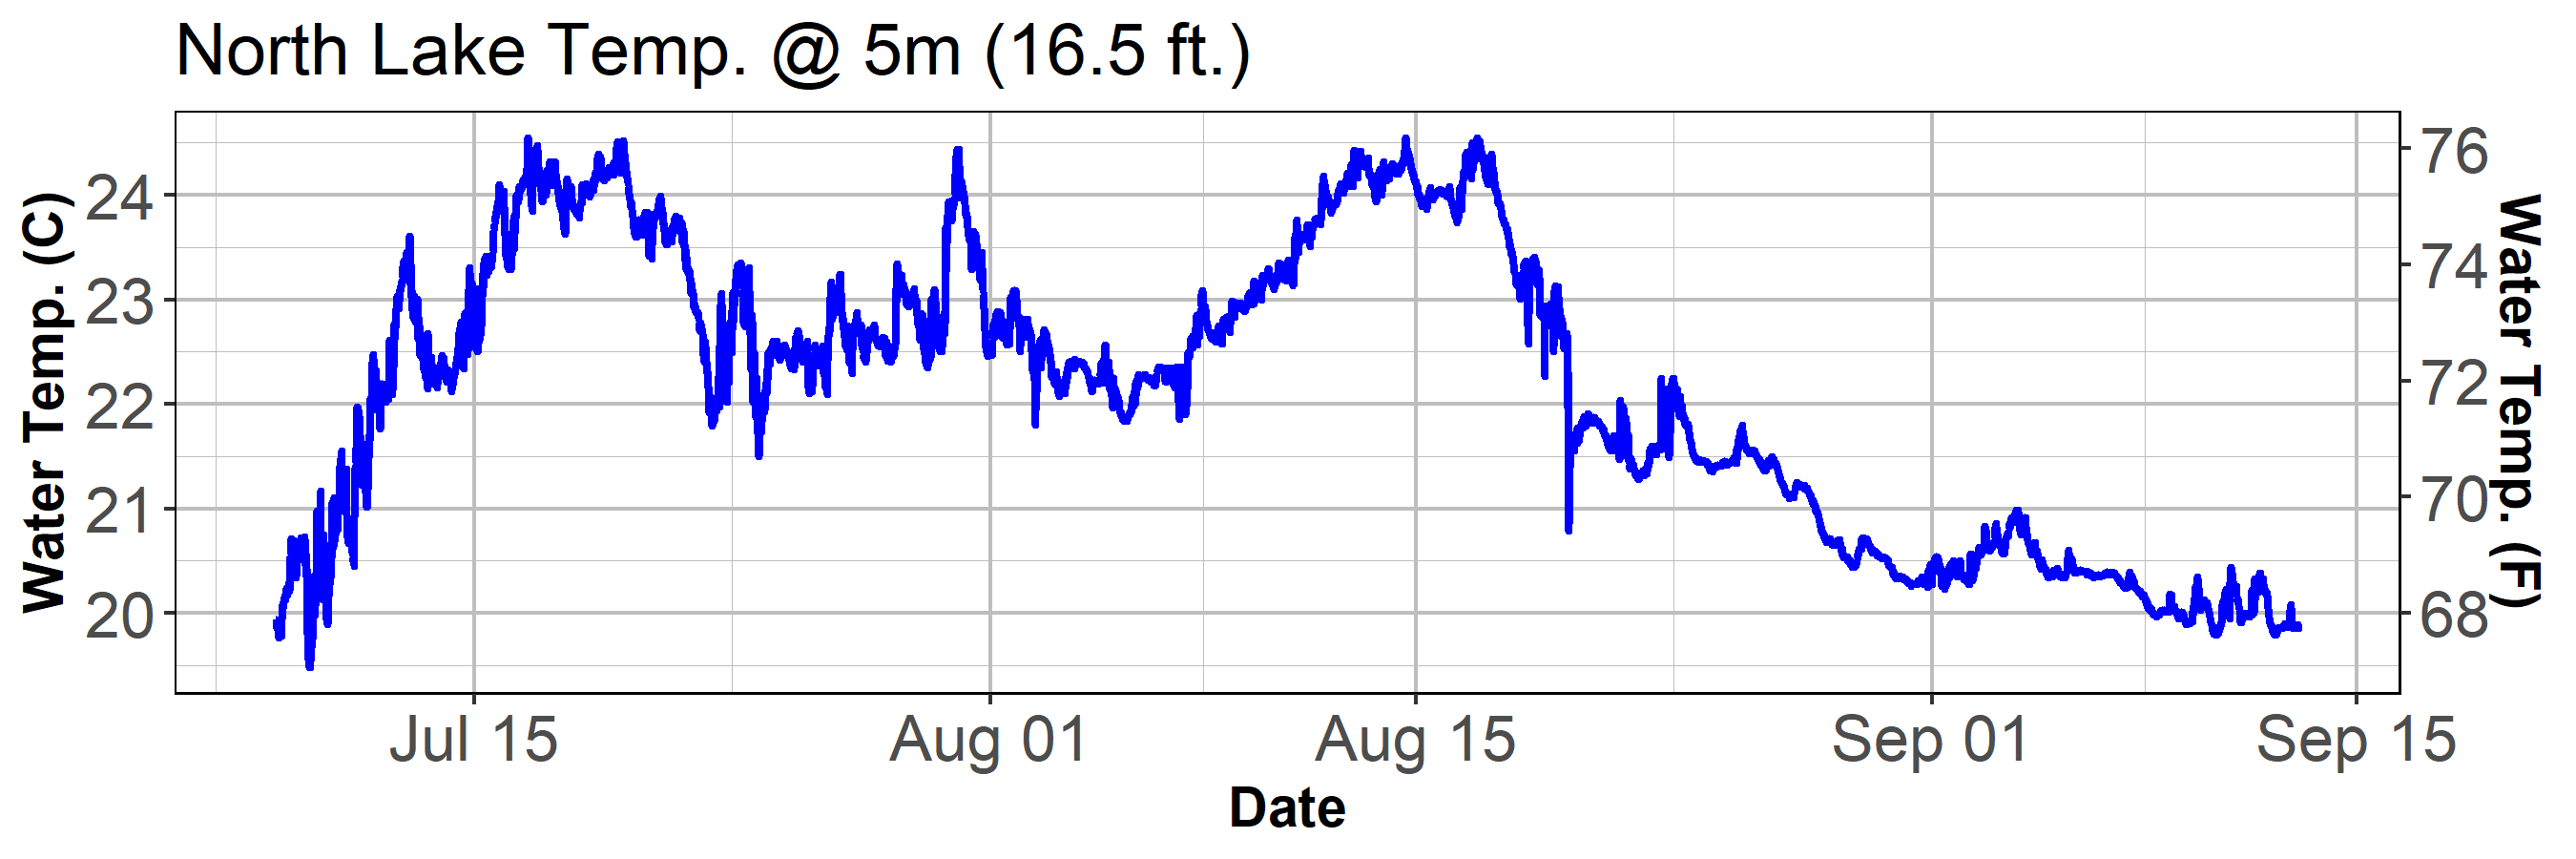 North Lake Temp. @ 5m (16.5 ft.)
Water Temp. (C)
24
23
22
21
20
76
74
72
70
68
Water Temp. (F)
Jul 15 Aug 01 Aug 15 Sep 01 Sep 15
Date